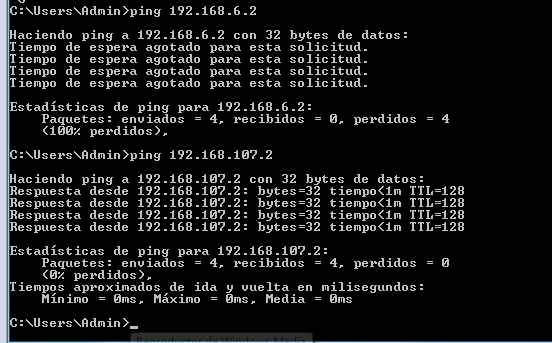 C:\Users\Admin>ping 192.168.6.2
Haciendo ping a 192.168.6.2 con 32 bytes de datos:
Tiempo de espera agotado para esta solicitud.
Tiempo de espera agotado para esta solicitud.
Tiempo de espera agotado para esta solicitud.
Tiempo de espera agotado para esta solicitud.
Estadísticas de ping para 192.168.6.2:
Paquetes: enviados = 4, recibidos = 0, perdidos = 4
(100% perdidos),
C:\Users\Admin>ping 192.168.107.2
Haciendo ping a 192.168.107.2 con 32 bytes de datos:
Respuesta desde 192.168.107.2: bytes=32 tiempo<1m TTL=128
Respuesta desde 192.168.107.2: bytes=32 tiempo<1m TTL=128
Respuesta desde 192.168.107.2: bytes=32 tiempo<1m TTL=128
Respuesta desde 192.168.107.2: bytes=32 tiempo<1m TTL=128
Estadísticas de ping para 192.168.107.2:
Paquetes: enviados = 4, recibidos = 4, perdidos = 0
(0% perdidos),
Tiempos aproximados de ida y vuelta en milisegundos:
Mínimo = 0ms, Máximo = 0ms, Media = 0ms
C:\Users\Admin>_
Reproductor de Windows Media